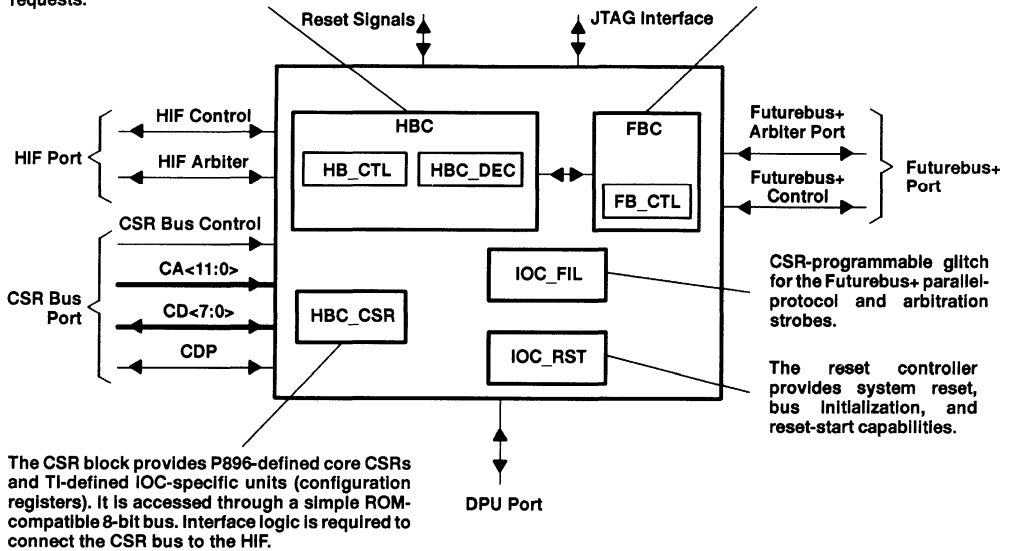 requests.
Reset Signals
JTAG Interface
HIF Port
HIF Control
HIF Arbiter
CSR Bus Port
CSR Bus Control
CA<11:0>
CD<7:0>
CDP
HBC
HB_CTL
HBC_DEC
FBC
FB_CTL
HBC_CSR
IOC_FIL
IOC_RST
Futurebus+
Arbiter Port
Futurebus+
Control
Futurebus+
Port
CSR-programmable glitch
for the Futurebus+ parallel-
protocol and arbitration
strobes.
The reset controller
provides system reset,
bus initialization, and
reset-start capabilities.
The CSR block provides P896-defined core CSRs
and TI-defined IOC-specific units (configuration
registers). It is accessed through a simple ROM-
compatible 8-bit bus. Interface logic is required to
connect the CSR bus to the HIF.
DPU Port